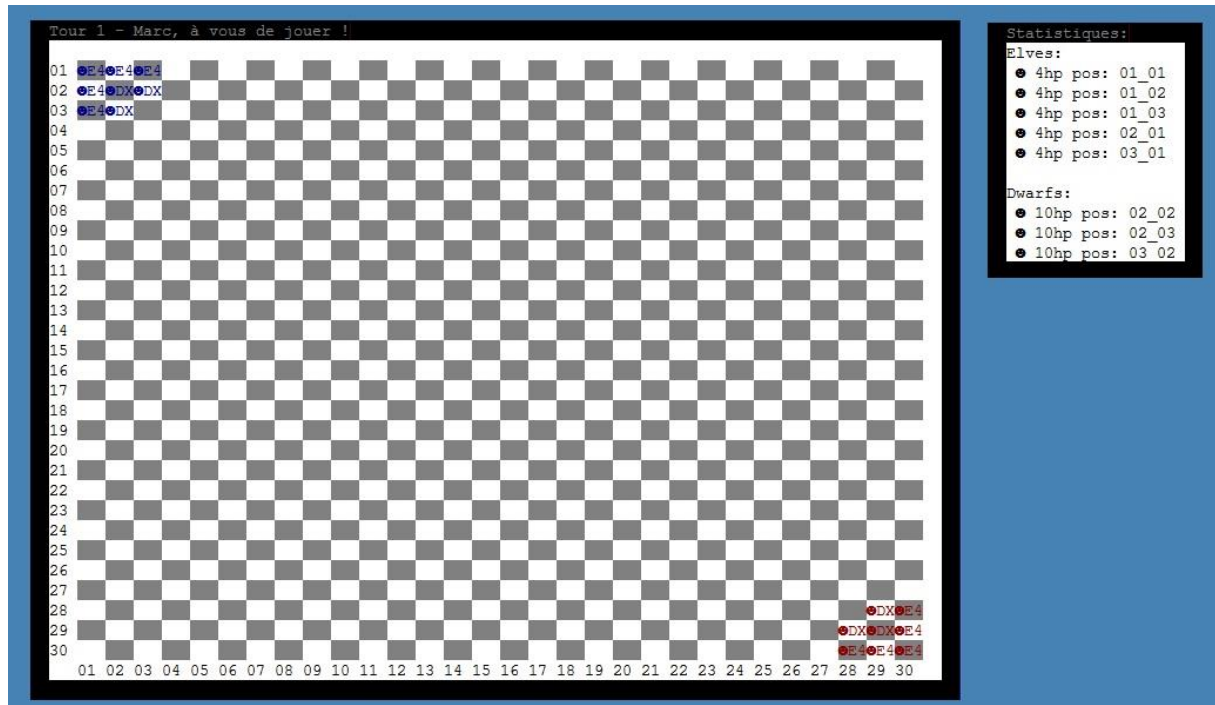 Tour 1 - Marc, à vous de jouer !
01 ☻E4☻E4☻E4
02 ☻E4☻DX☻DX
03 ☻E4☻DX
04
05
06
07
08
09
10
11
12
13
14
15
16
17
18
19
20
21
22
23
24
25
26
27
28 ☻DX☻E4
29 ☻DX☻DX☻E4
30 ☻E4☻E4☻E4
01 02 03 04 05 06 07 08 09 10 11 12 13 14 15 16 17 18 19 20 21 22 23 24 25 26 27 28 29 30
Statistiques:
Elves:
☻ 4hp pos: 01_01
☻ 4hp pos: 01_02
☻ 4hp pos: 01_03
☻ 4hp pos: 02_01
☻ 4hp pos: 03_01
Dwarfs:
☻ 10hp pos: 02_02
☻ 10hp pos: 02_03
☻ 10hp pos: 03_02